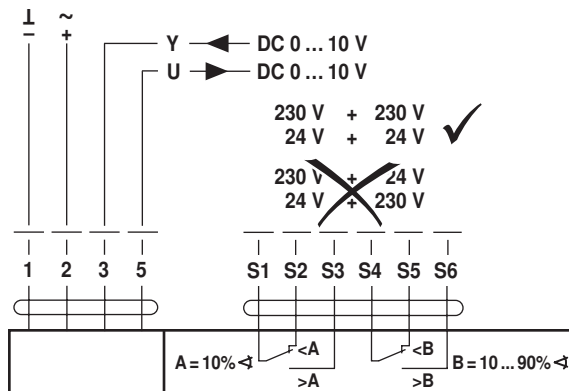 ⊥ ~
– +
Y DC 0 ... 10 V
U DC 0 ... 10 V
230 V + 230 V
24 V + 24 V
230 V + 24 V
24 V + 230 V
1 2 3 5 S1 S2 S3 S4 S5 S6
A = 10% ∢ <A <B B = 10 ... 90% ∢
>A >B